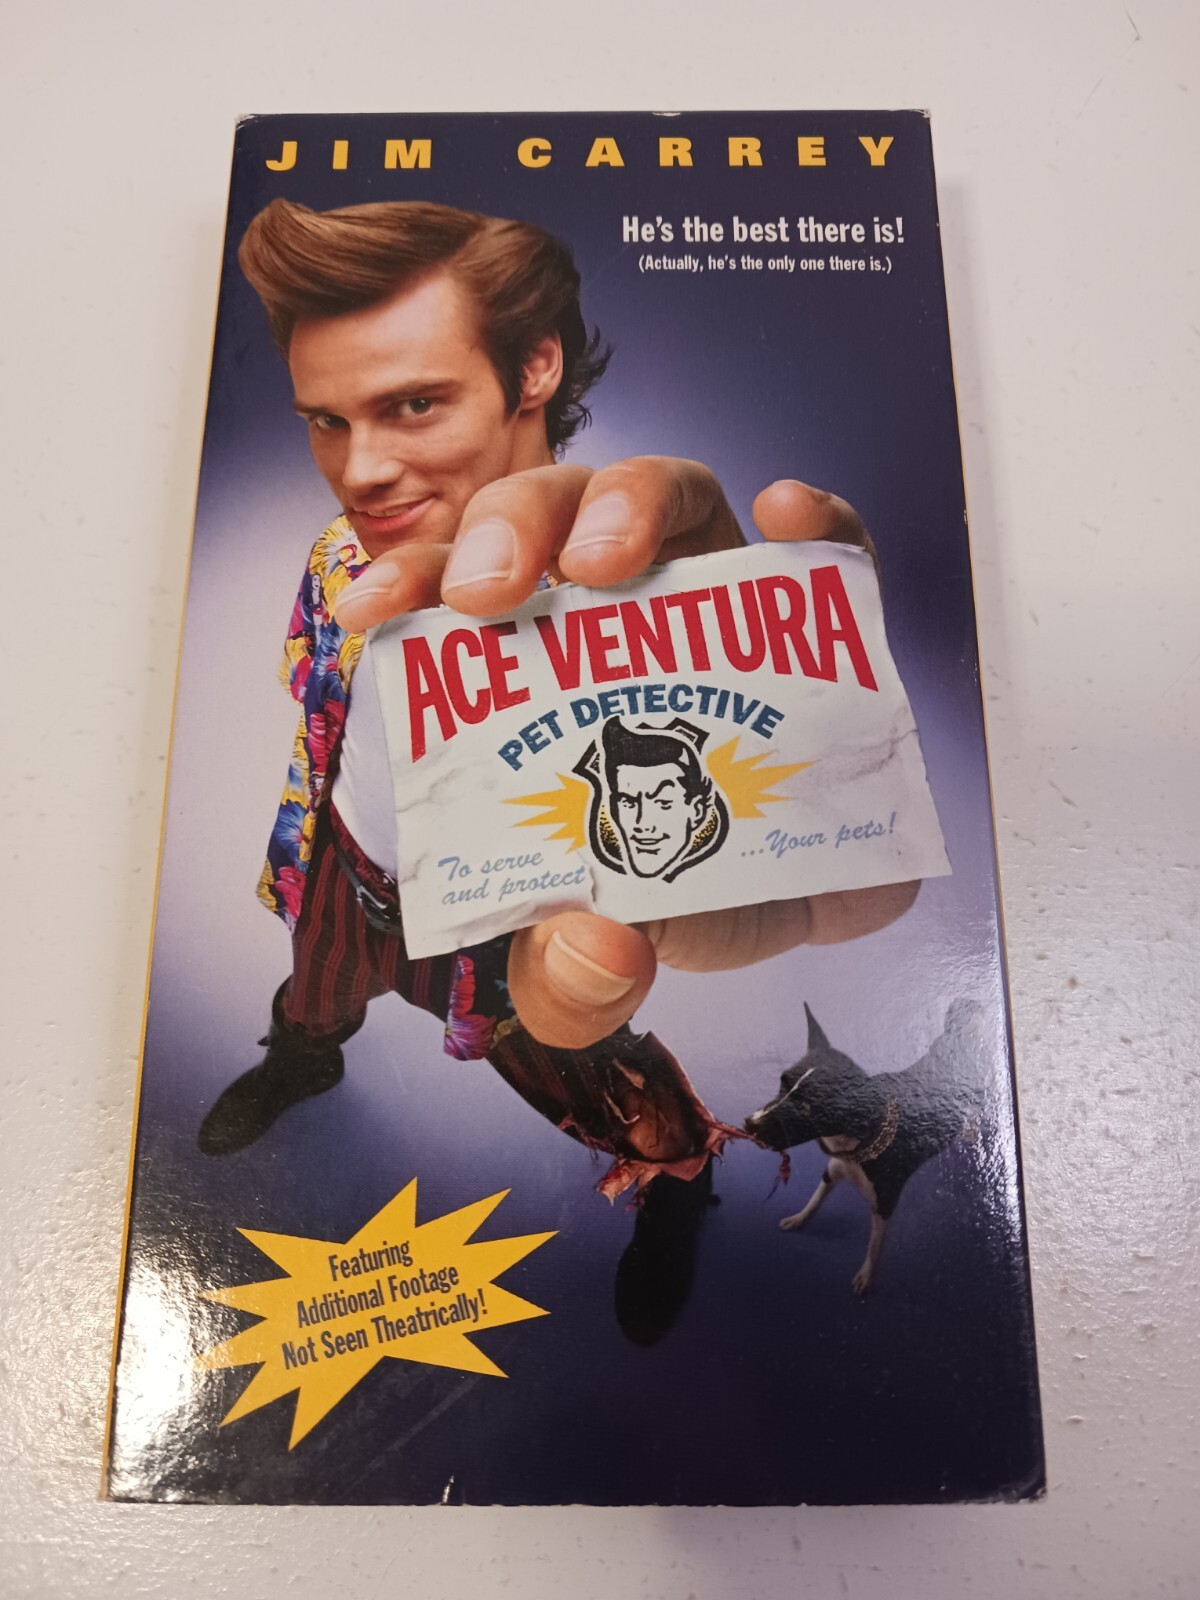 JIM CARREY
He's the best there is!
(Actually, he's the only one there is.)
ACE VENTURA
PET DETECTIVE
To serve
and protect
...Your pets!
Featuring
Additional Footage
Not Seen Theatrically!